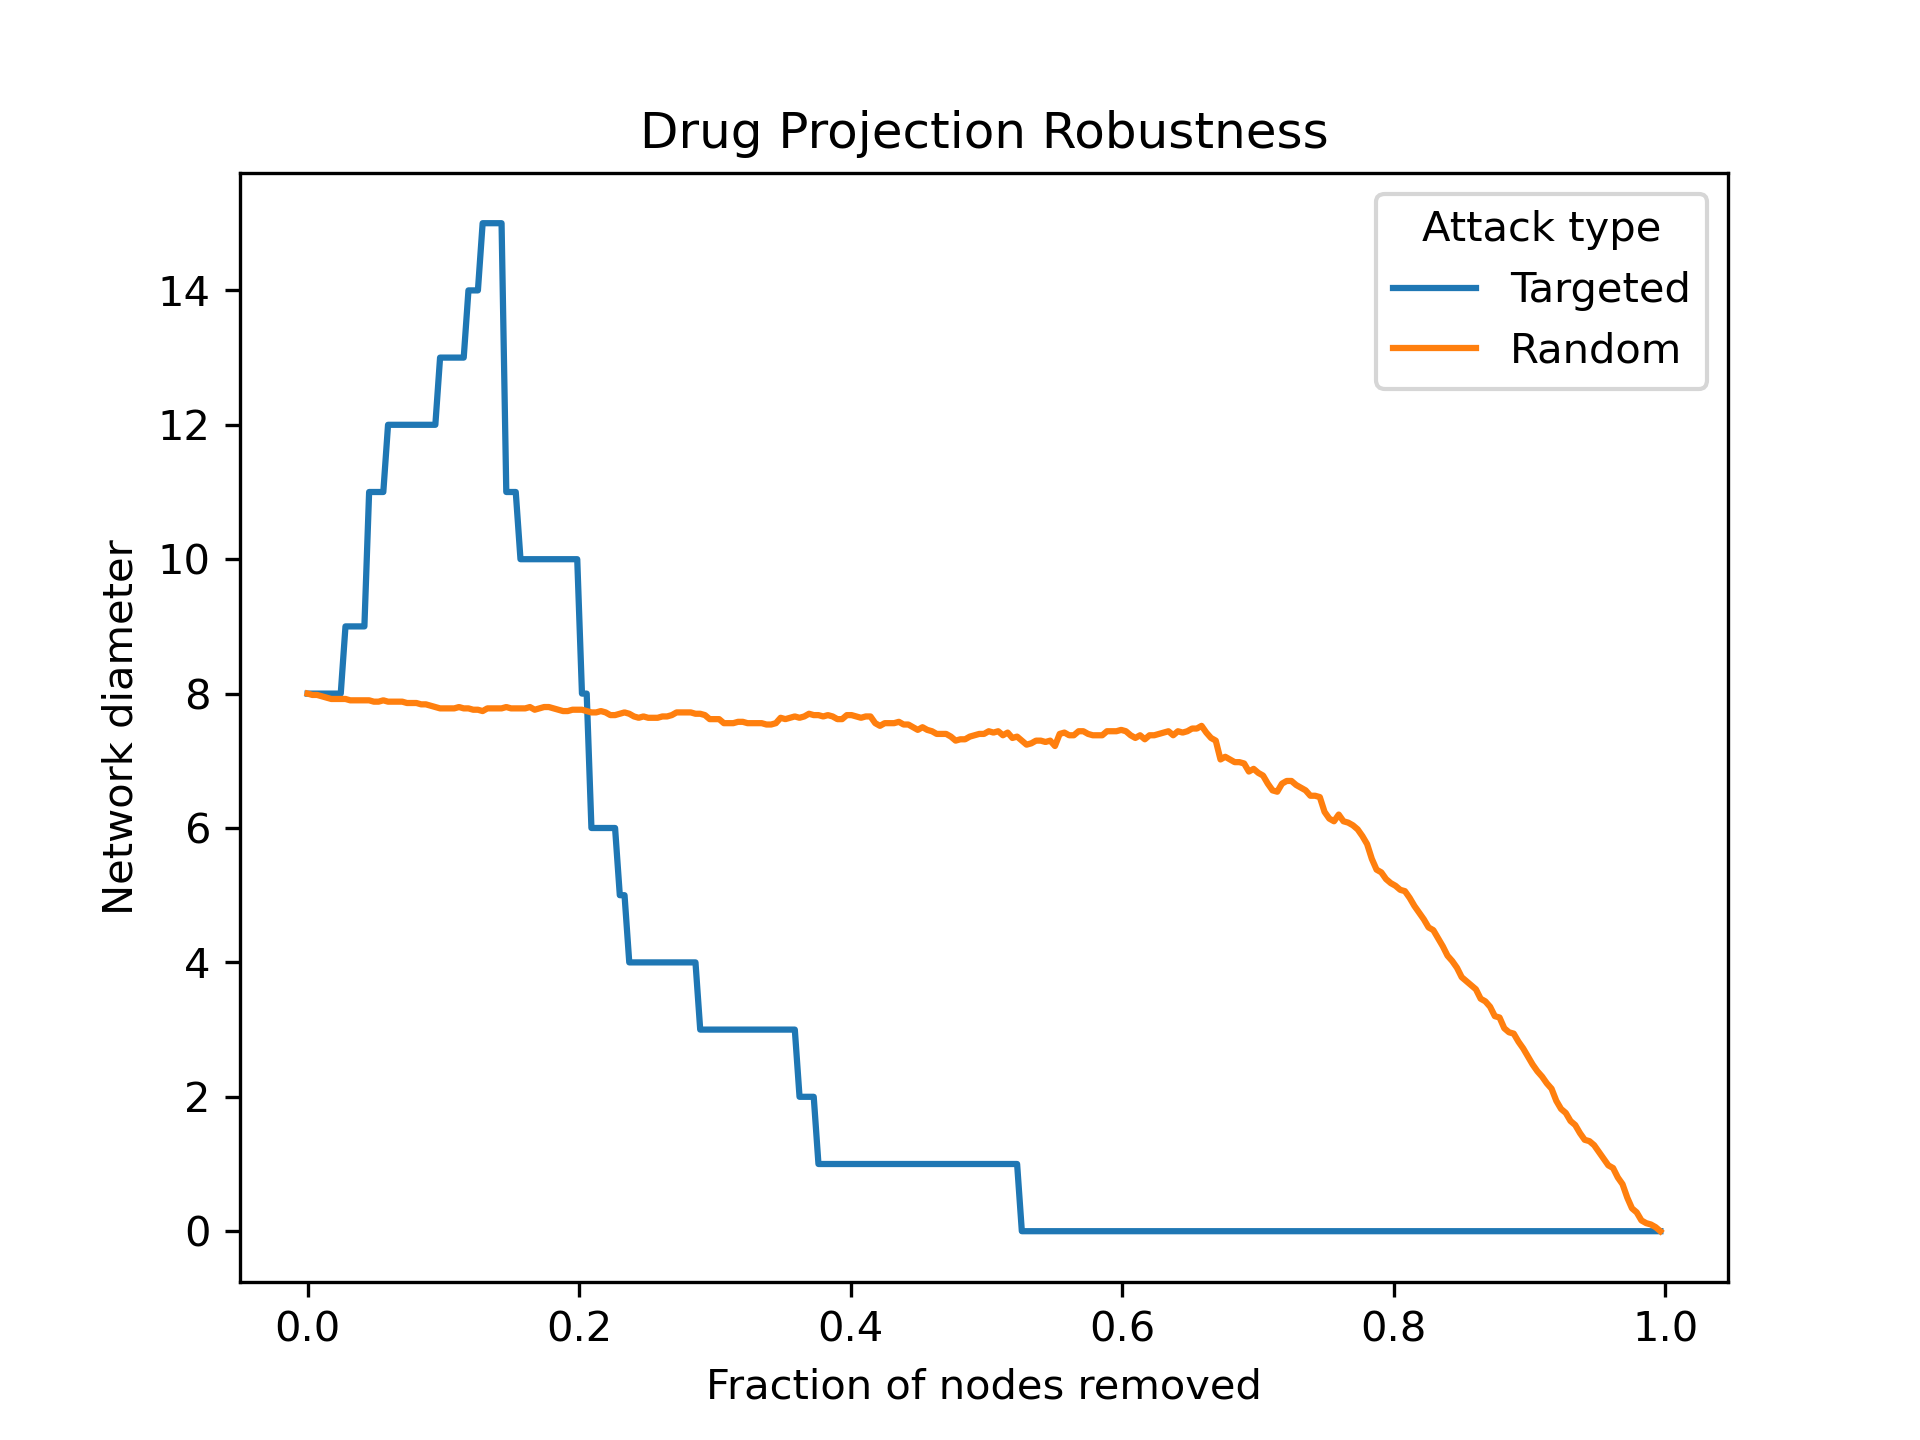 Drug Projection Robustness
Attack type
Targeted
Random
Network diameter
14
12
10
8
6
4
2
0
0.0 0.2 0.4 0.6 0.8 1.0
Fraction of nodes removed